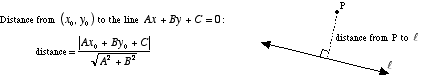 Distance from (x₀, y₀) to the line Ax + By + C = 0 :
distance = |Ax₀ + By₀ + C| / √(A² + B²)
P
distance from P to ℓ
ℓ